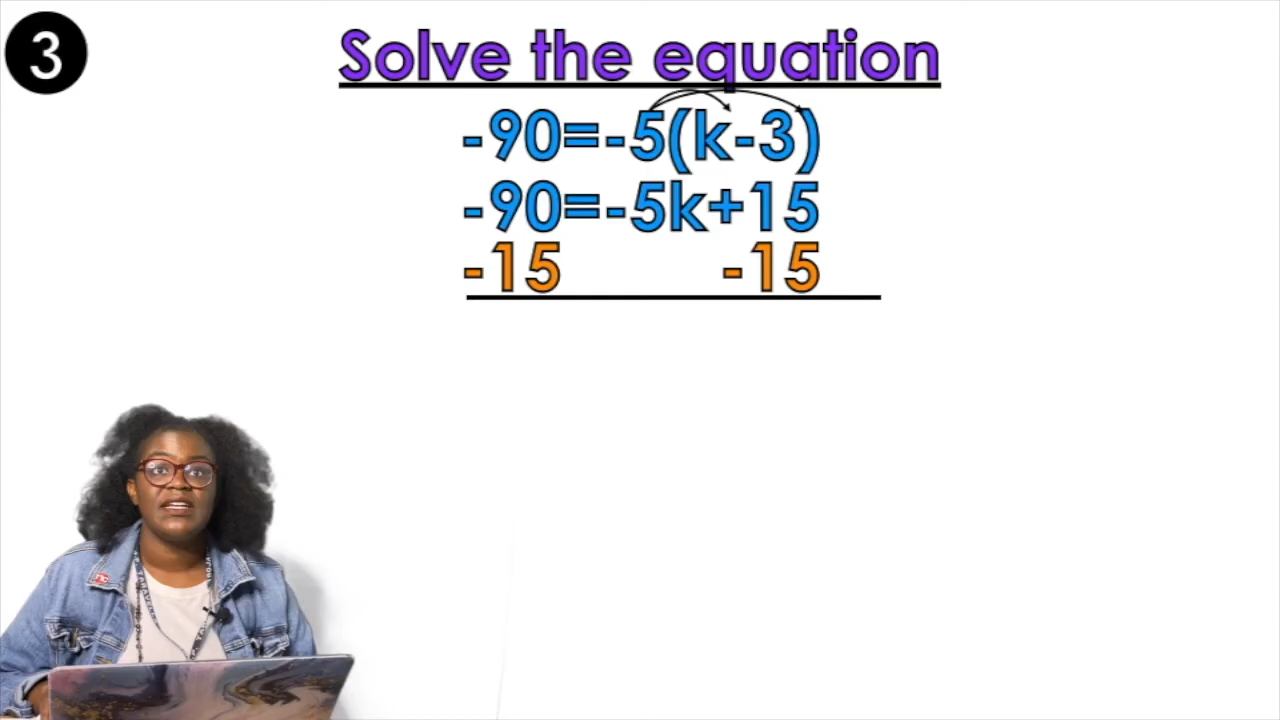 3
Solve the equation
-90=-5(k-3)
-90=-5k+15
-15 -15